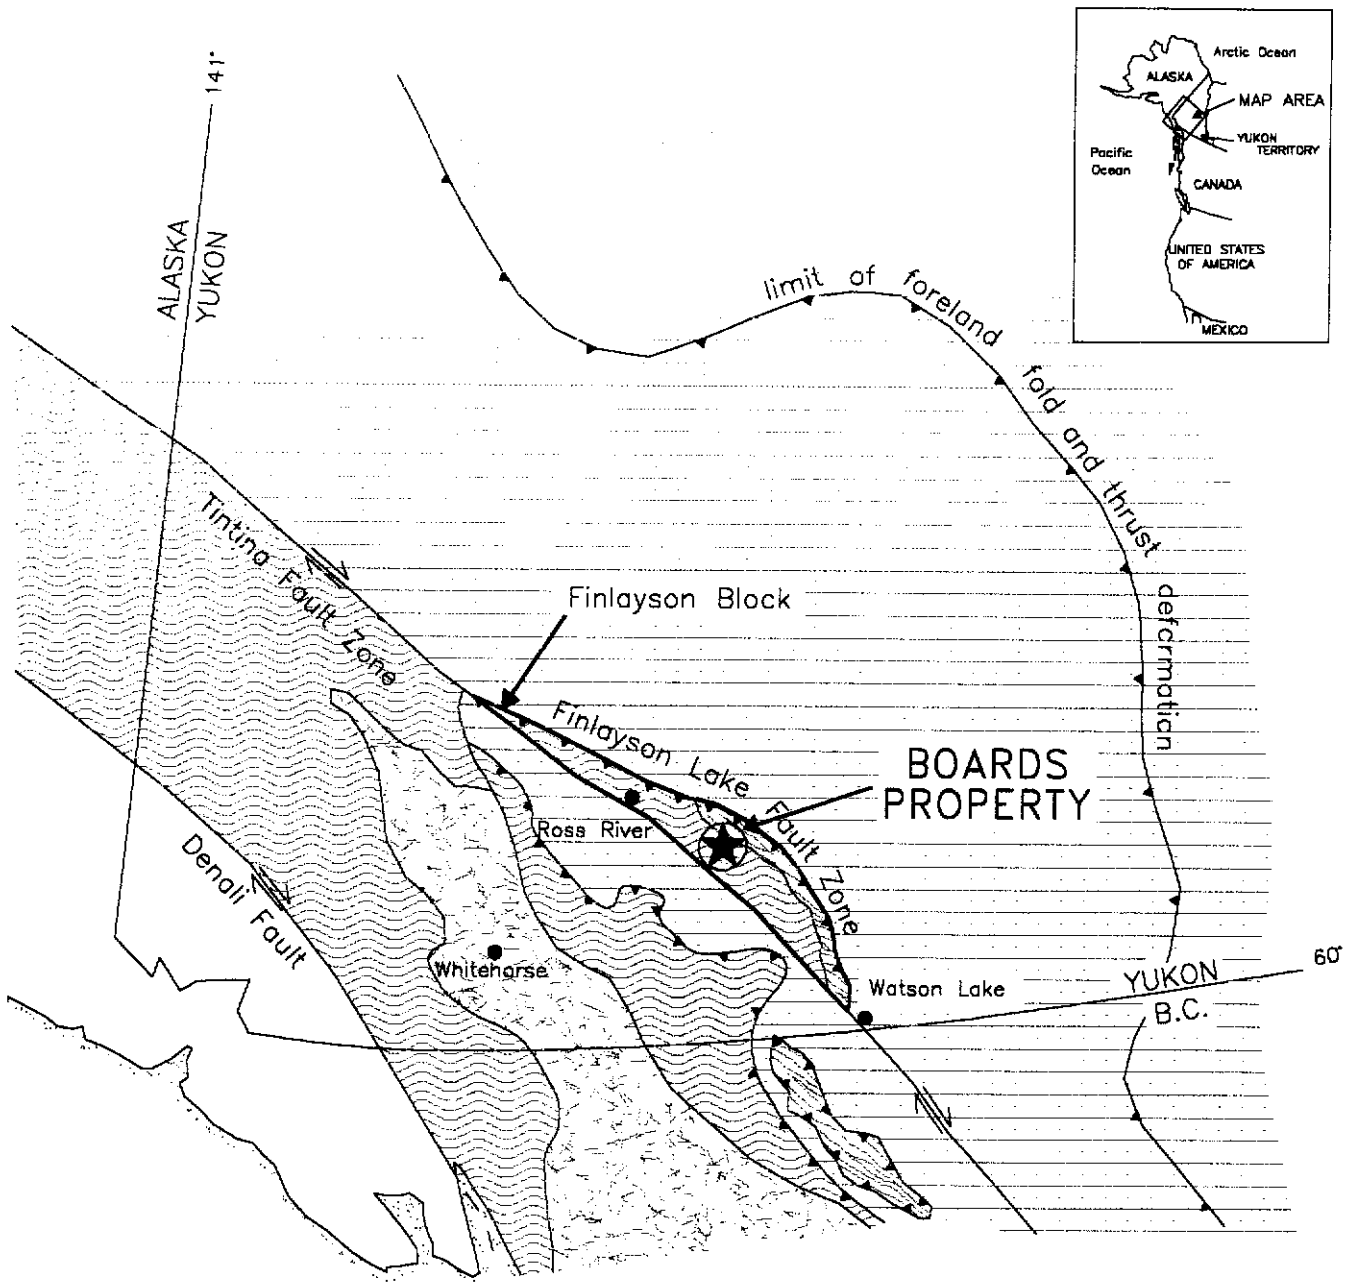 141°
ALASKA
YUKON
Arctic Ocean
ALASKA
MAP AREA
YUKON
TERRITORY
Pacific
Ocean
CANADA
UNITED STATES
OF AMERICA
MEXICO
limit of foreland fold and thrust deformation
Tintina Fault Zone
Finlayson Block
Finlayson Lake Fault Zone
BOARDS
PROPERTY
Ross River
Denali Fault
Whitehorse
Watson Lake
YUKON
B.C.
60°